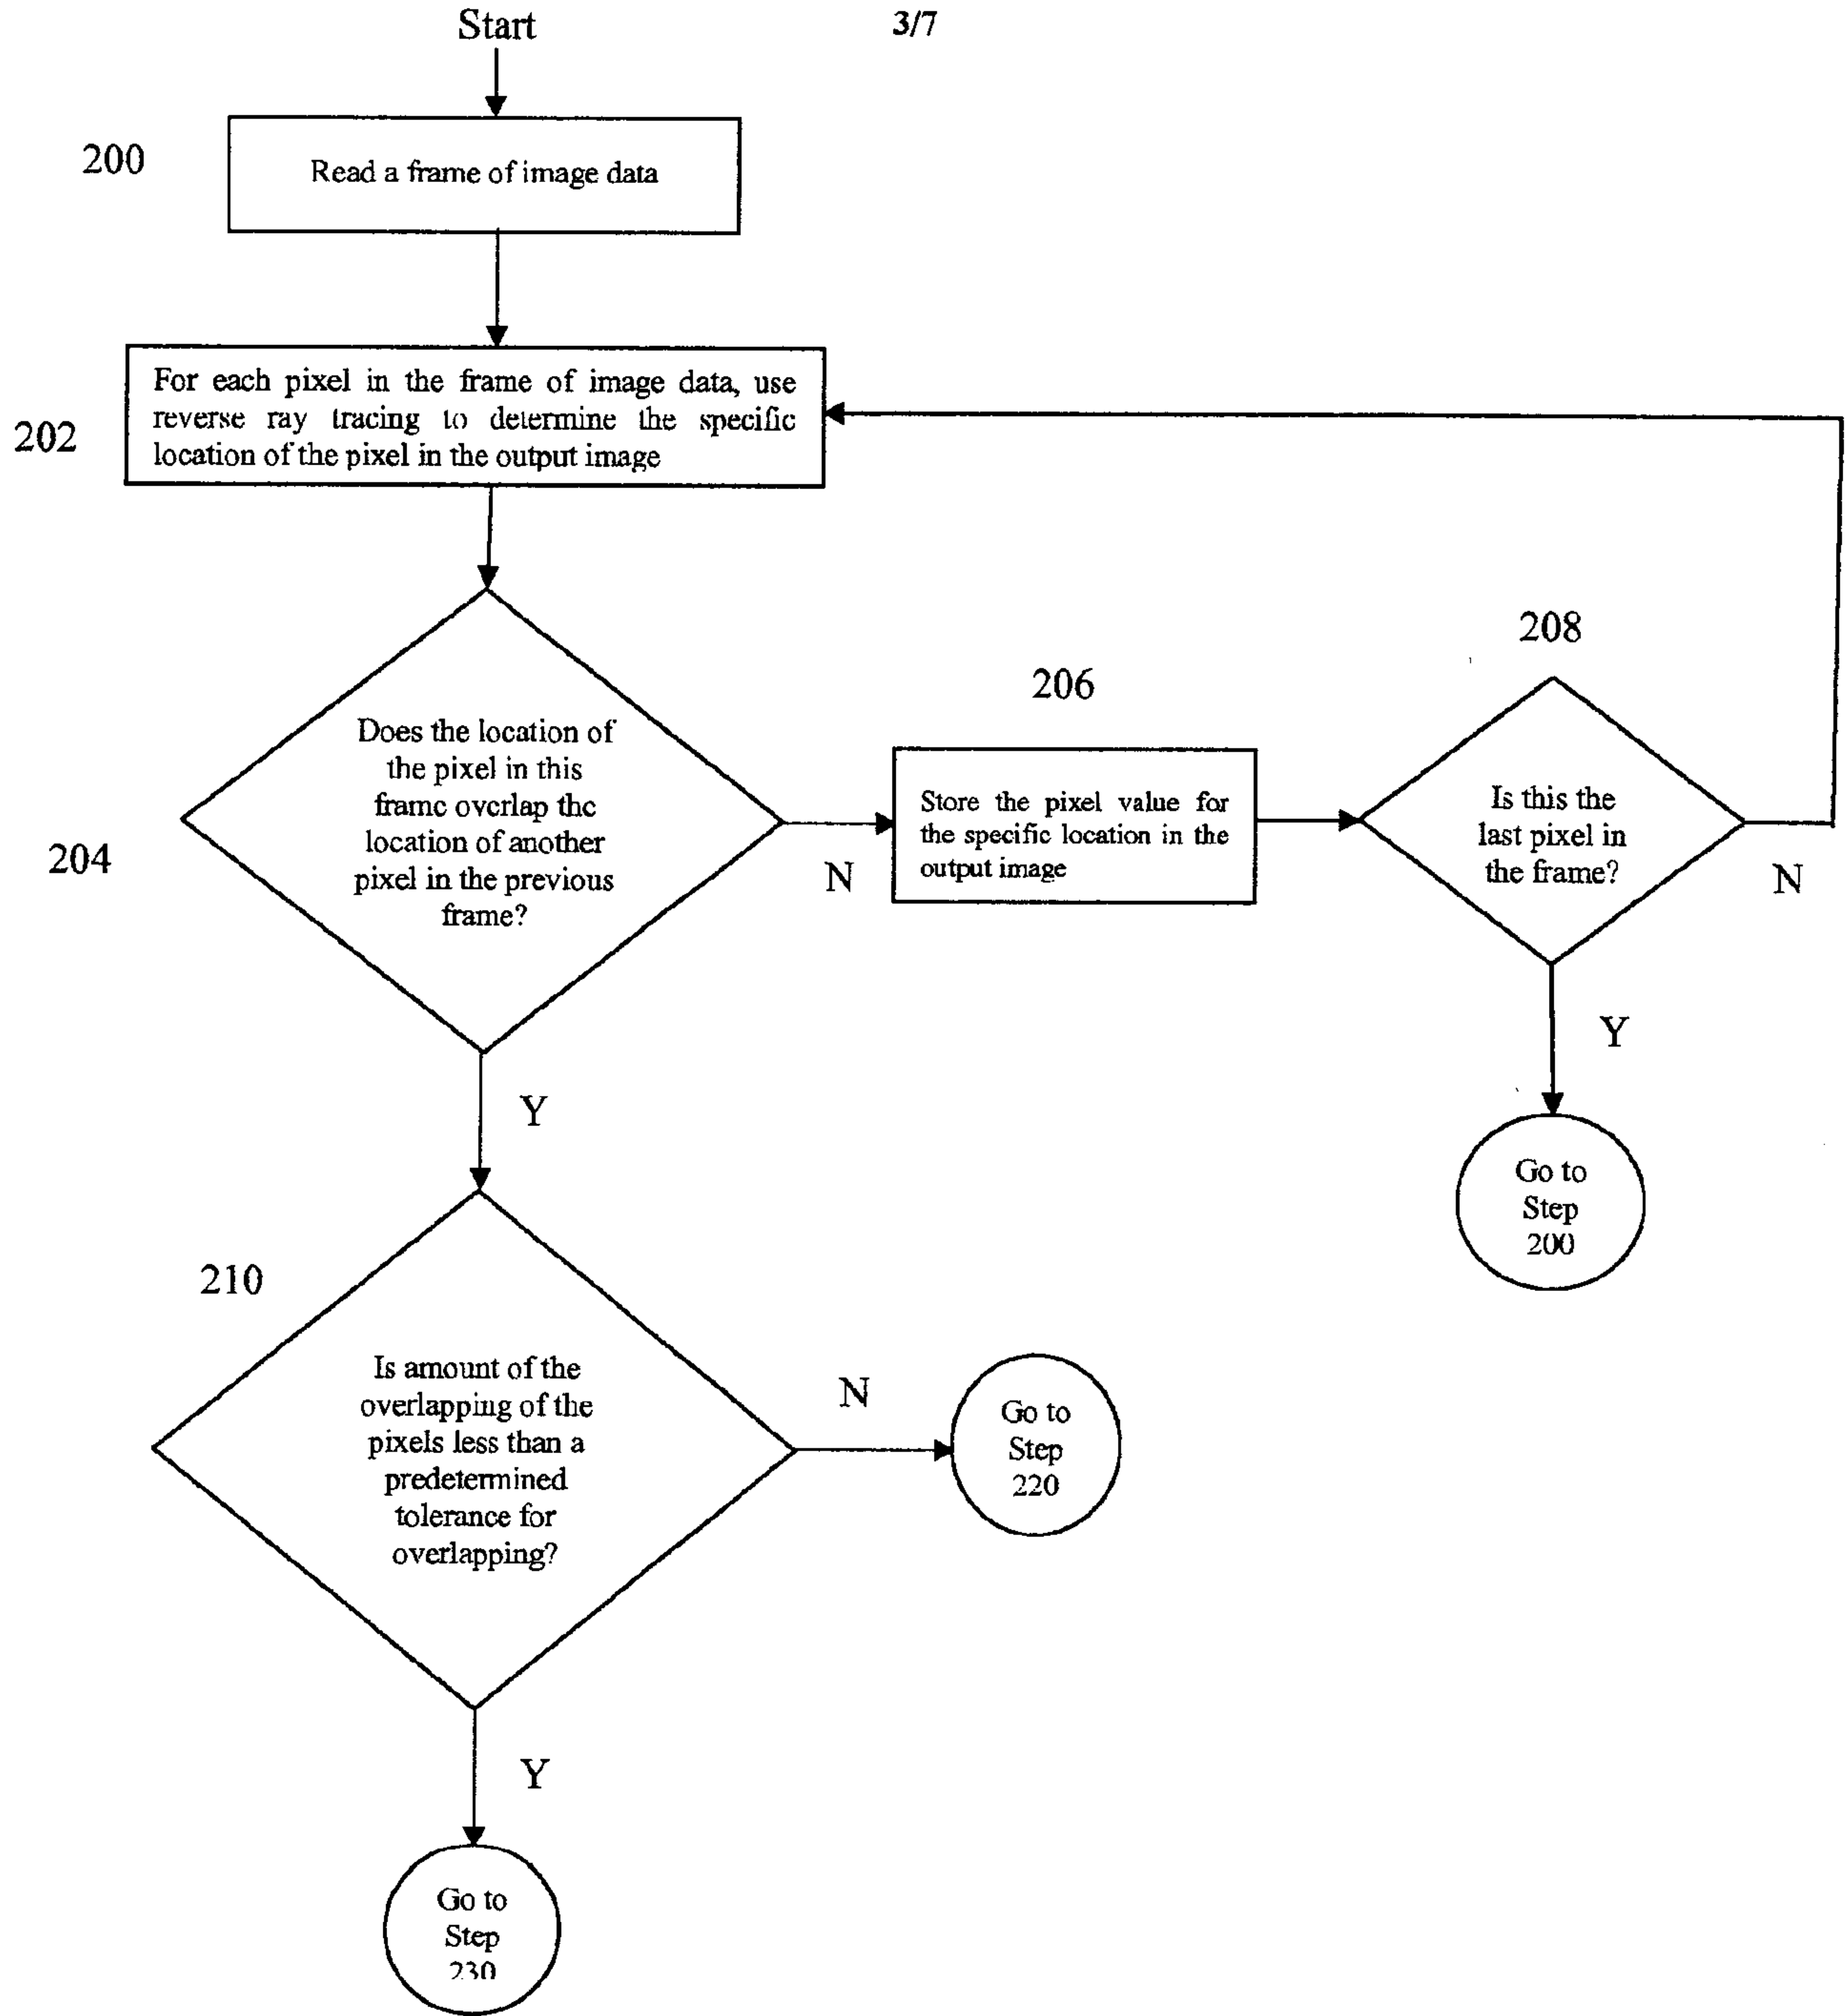 Start
3/7
200
Read a frame of image data
202
For each pixel in the frame of image data, use
reverse ray tracing to determine the specific
location of the pixel in the output image
204
Does the location of
the pixel in this
frame overlap the
location of another
pixel in the previous
frame?
N
206
Store the pixel value for
the specific location in the
output image
208
Is this the
last pixel in
the frame?
N
Y
Go to
Step
200
Y
210
Is amount of the
overlapping of the
pixels less than a
predetermined
tolerance for
overlapping?
N
Go to
Step
220
Y
Go to
Step
230